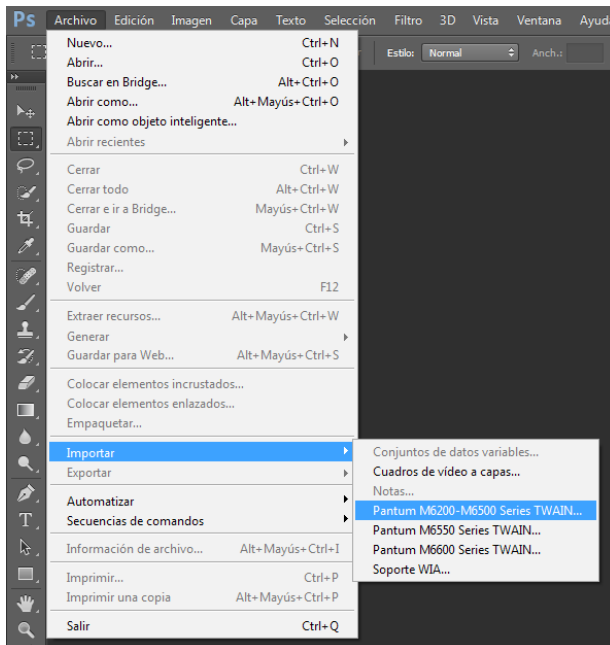 Ps Archivo Edición Imagen Capa Texto Selección Filtro 3D Vista Ventana Ayud
Estilo: Normal Anch.:
Nuevo... Ctrl+N
Abrir... Ctrl+O
Buscar en Bridge... Alt+Ctrl+O
Abrir como... Alt+Mayús+Ctrl+O
Abrir como objeto inteligente...
Abrir recientes
Cerrar Ctrl+W
Cerrar todo Alt+Ctrl+W
Cerrar e ir a Bridge... Mayús+Ctrl+W
Guardar Ctrl+S
Guardar como... Mayús+Ctrl+S
Registrar...
Volver F12
Extraer recursos... Alt+Mayús+Ctrl+W
Generar
Guardar para Web... Alt+Mayús+Ctrl+S
Colocar elementos incrustados...
Colocar elementos enlazados...
Empaquetar...
Importar
Exportar
Automatizar
Secuencias de comandos
Información de archivo... Alt+Mayús+Ctrl+I
Imprimir... Ctrl+P
Imprimir una copia Alt+Mayús+Ctrl+P
Salir Ctrl+Q
Conjuntos de datos variables...
Cuadros de vídeo a capas...
Notas...
Pantum M6200-M6500 Series TWAIN...
Pantum M6550 Series TWAIN...
Pantum M6600 Series TWAIN...
Soporte WIA...